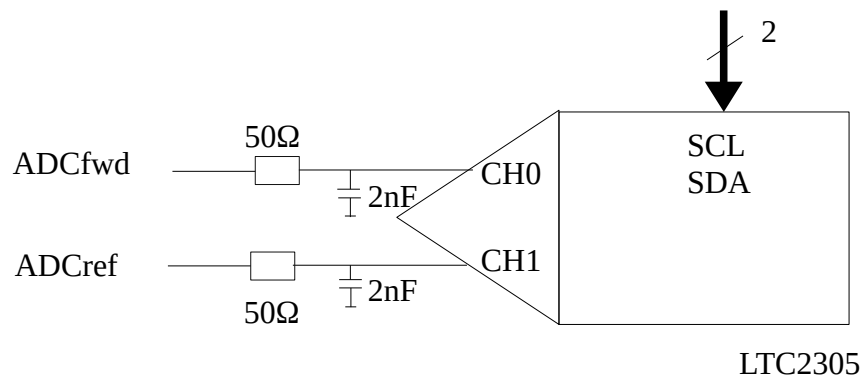 2
50Ω
ADCfwd
SCL
SDA
CH0
2nF
ADCref
CH1
2nF
50Ω
LTC2305